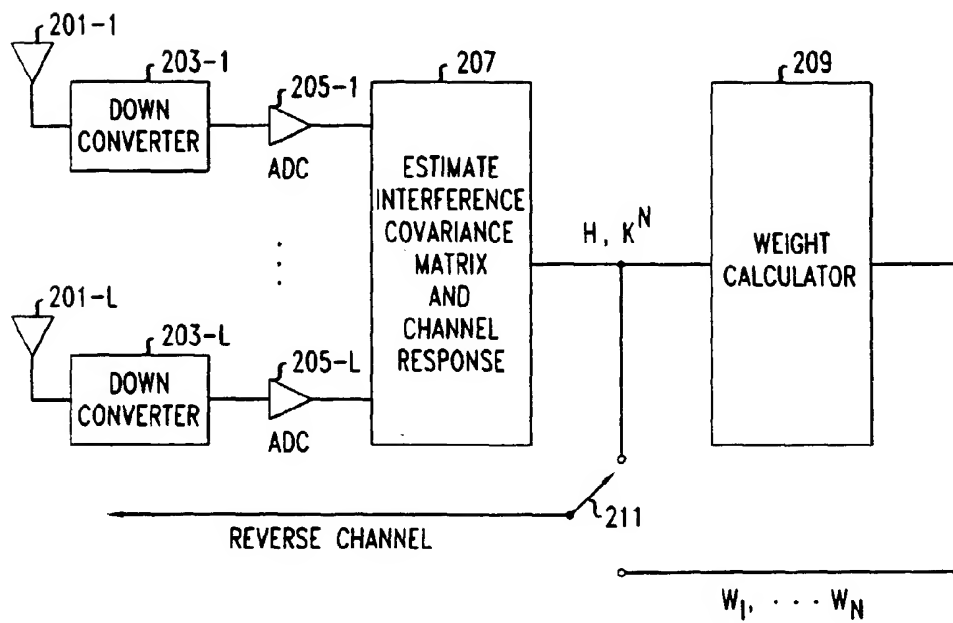 201-1
203-1
205-1
207
209
DOWN
CONVERTER
ADC
ESTIMATE
INTERFERENCE
COVARIANCE
MATRIX
AND
CHANNEL
RESPONSE
H, K^N
WEIGHT
CALCULATOR
201-L
203-L
205-L
DOWN
CONVERTER
ADC
211
REVERSE CHANNEL
W_1, · · · W_N